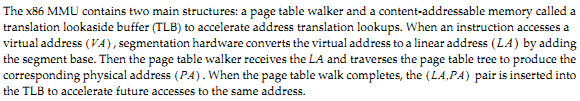 The x86 MMU contains two main structures: a page table walker and a content-addressable memory called a
translation lookaside buffer (TLB) to accelerate address translation lookups. When an instruction accesses a
virtual address (VA), segmentation hardware converts the virtual address to a linear address (LA) by adding
the segment base. Then the page table walker receives the LA and traverses the page table tree to produce the
corresponding physical address (PA). When the page table walk completes, the (LA,PA) pair is inserted into
the TLB to accelerate future accesses to the same address.